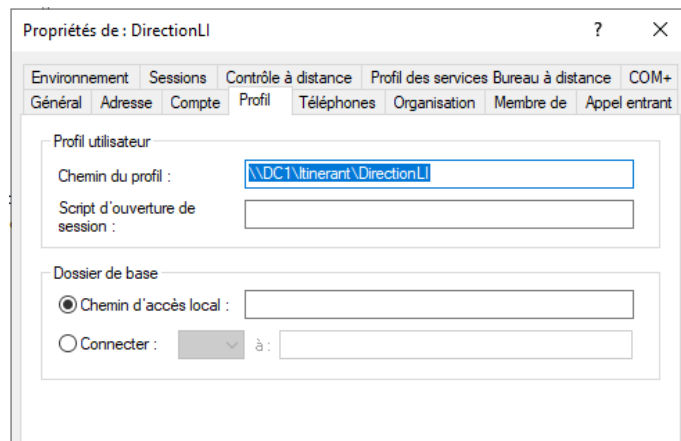 Propriétés de : DirectionLI ? ×
Environnement Sessions Contrôle à distance Profil des services Bureau à distance COM+
Général Adresse Compte Profil Téléphones Organisation Membre de Appel entrant
Profil utilisateur
Chemin du profil : \\DC1\Itinerant\DirectionLI
Script d'ouverture de
session :
Dossier de base
Chemin d'accès local :
Connecter : à :